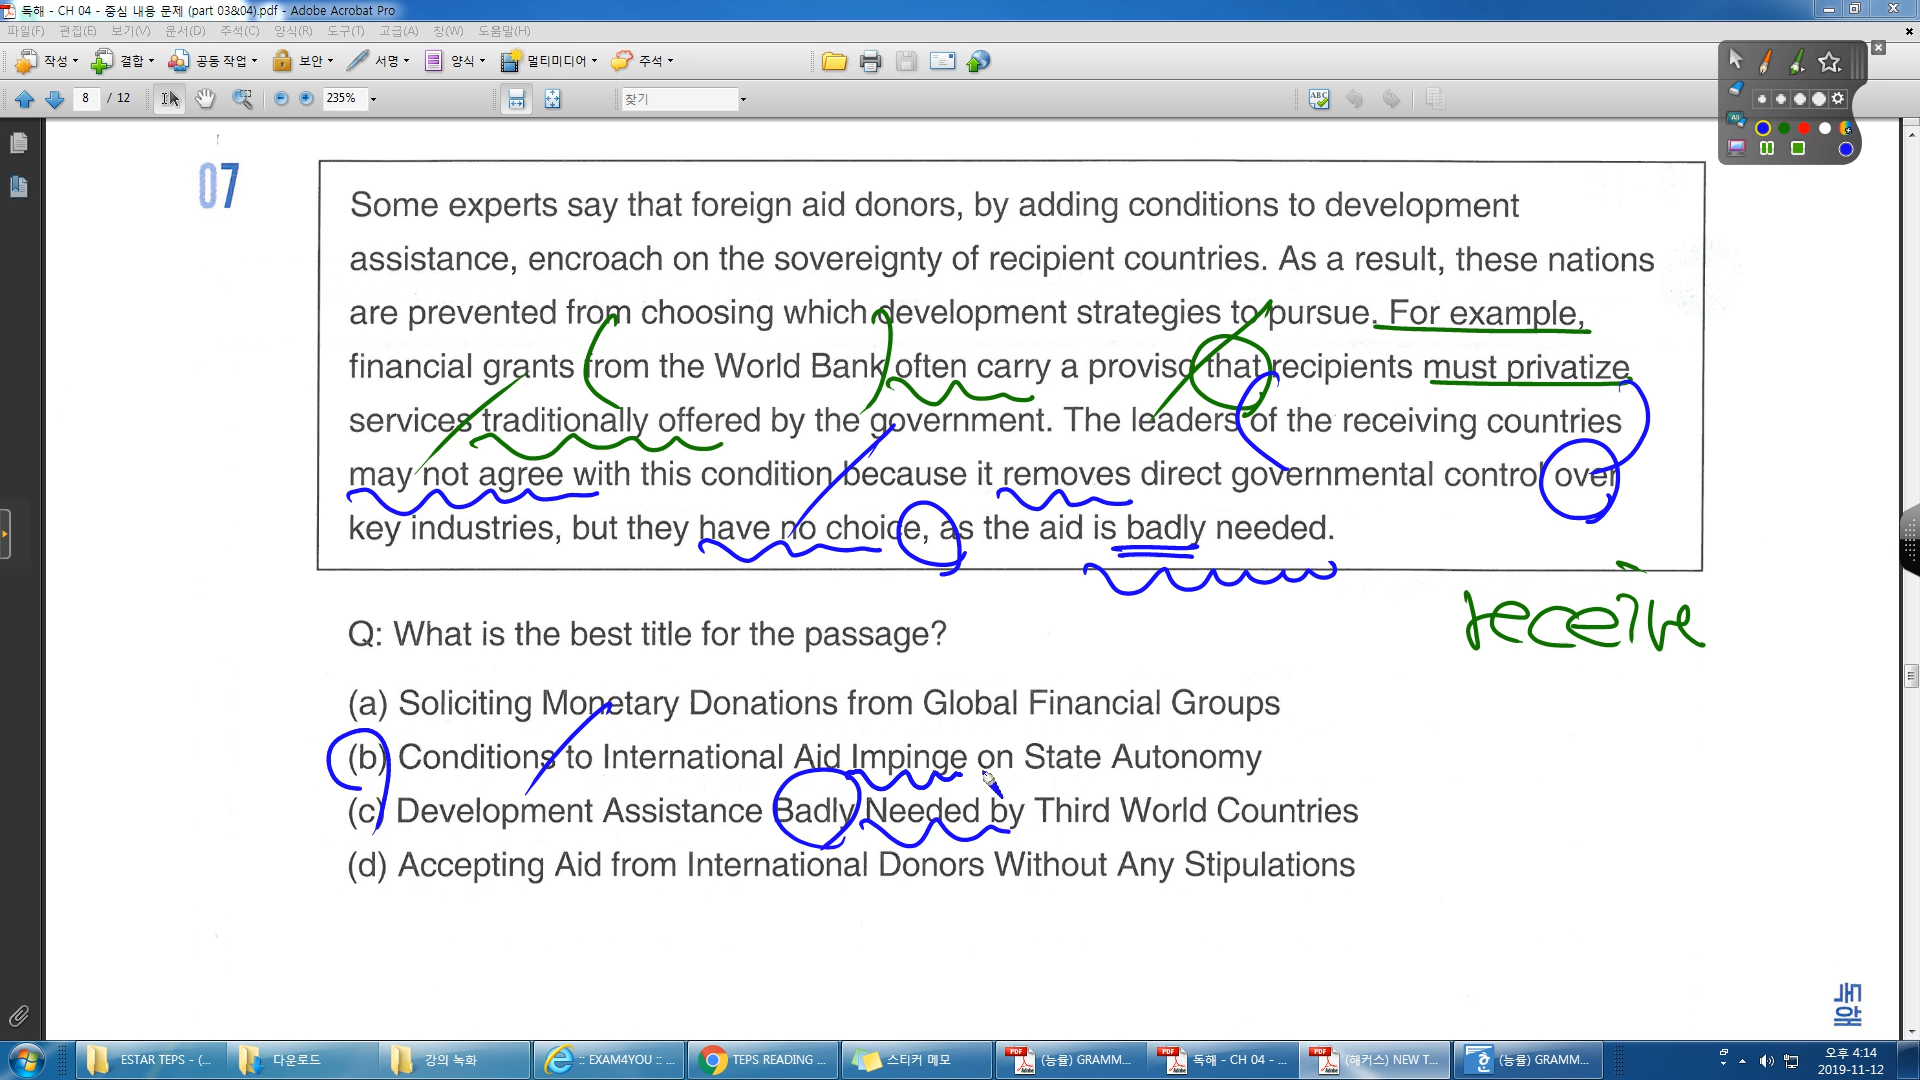 독해 - CH 04 - 중심 내용 문제 (part 03&04).pdf - Adobe Acrobat Pro
파일(F) 편집(E) 보기(V) 문서(D) 주석(C) 양식(R) 도구(T) 고급(A) 창(W) 도움말(H)
작성 결합 공동 작업 보안 서명 양식 멀티미디어 주석
8 / 12 235% 찾기
07
Some experts say that foreign aid donors, by adding conditions to development
assistance, encroach on the sovereignty of recipient countries. As a result, these nations
are prevented from choosing which development strategies to pursue. For example,
financial grants from the World Bank often carry a proviso that recipients must privatize
services traditionally offered by the government. The leaders of the receiving countries
may not agree with this condition because it removes direct governmental control over
key industries, but they have no choice, as the aid is badly needed.
receive
Q: What is the best title for the passage?
(a) Soliciting Monetary Donations from Global Financial Groups
(b) Conditions to International Aid Impinge on State Autonomy
(c) Development Assistance Badly Needed by Third World Countries
(d) Accepting Aid from International Donors Without Any Stipulations
ESTAR TEPS - (... 다운로드 강의 녹화 :: EXAM4YOU :: ... TEPS READING ... 스티커 메모 (능률) GRAMM... 독해 - CH 04 - ... (해커스) NEW T... (능률) GRAMM...
오후 4:14
2019-11-12